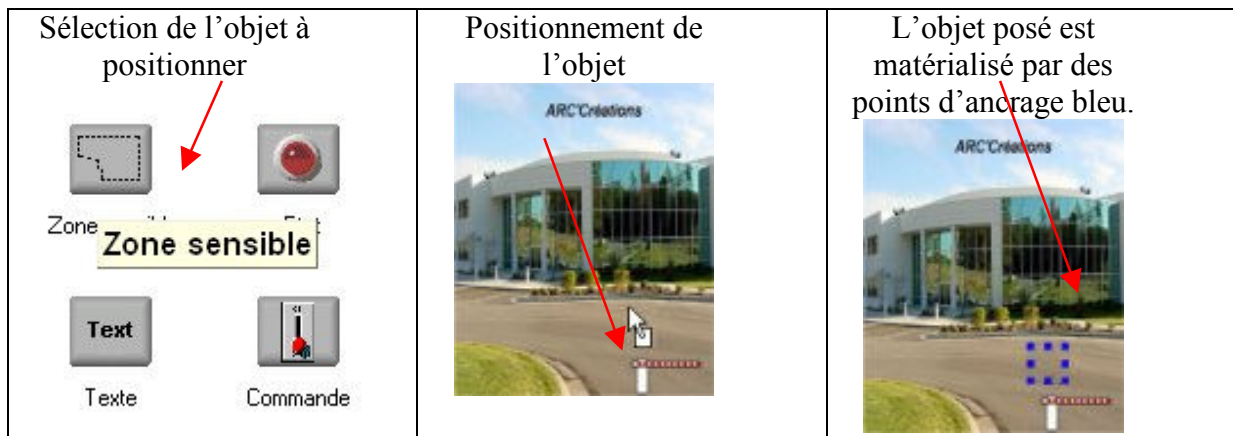 Sélection de l’objet à
positionner
Zone
Zone sensible
Text
Texte
Commande
Positionnement de
l’objet
ARC'Créations
L’objet posé est
matérialisé par des
points d’ancrage bleu.
ARC'Créations